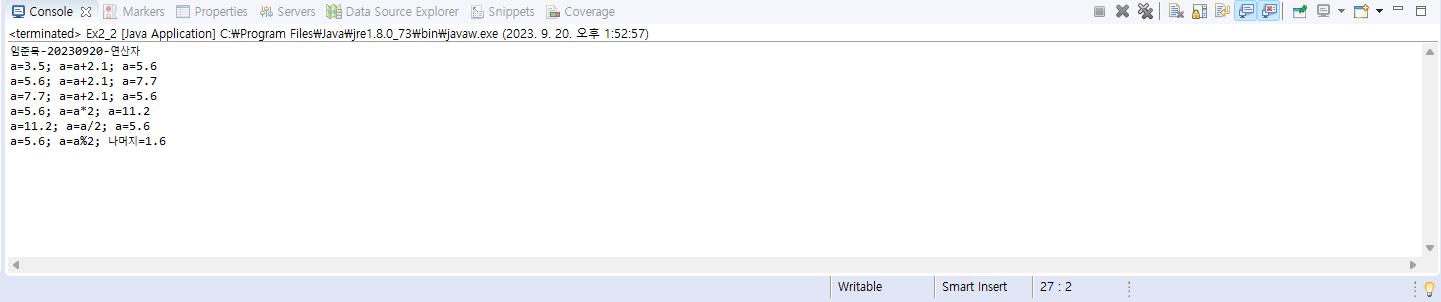 Console Markers Properties Servers Data Source Explorer Snippets Coverage
<terminated> Ex2_2 [Java Application] C:₩Program Files₩Java₩jre1.8.0_73₩bin₩javaw.exe (2023. 9. 20. 오후 1:52:57)
임준목-20230920-연산자
a=3.5; a=a+2.1; a=5.6
a=5.6; a=a+2.1; a=7.7
a=7.7; a=a+2.1; a=5.6
a=5.6; a=a*2; a=11.2
a=11.2; a=a/2; a=5.6
a=5.6; a=a%2; 나머지=1.6
Writable Smart Insert 27 : 2